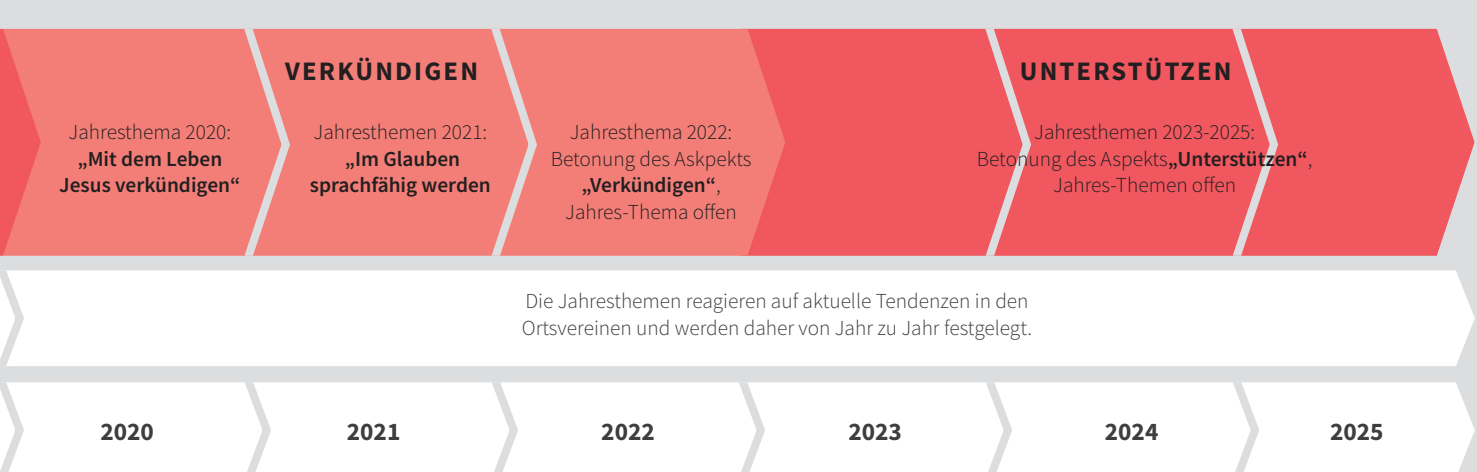 VERKÜNDIGEN
Jahresthema 2020:
„Mit dem Leben
Jesus verkündigen“
Jahresthemen 2021:
„Im Glauben
sprachfähig werden
Jahresthema 2022:
Betonung des Askpekts
„Verkündigen“,
Jahres-Thema offen
UNTERSTÜTZEN
Jahresthemen 2023-2025:
Betonung des Aspekts„Unterstützen“,
Jahres-Themen offen
Die Jahresthemen reagieren auf aktuelle Tendenzen in den
Ortsvereinen und werden daher von Jahr zu Jahr festgelegt.
2020 2021 2022 2023 2024 2025